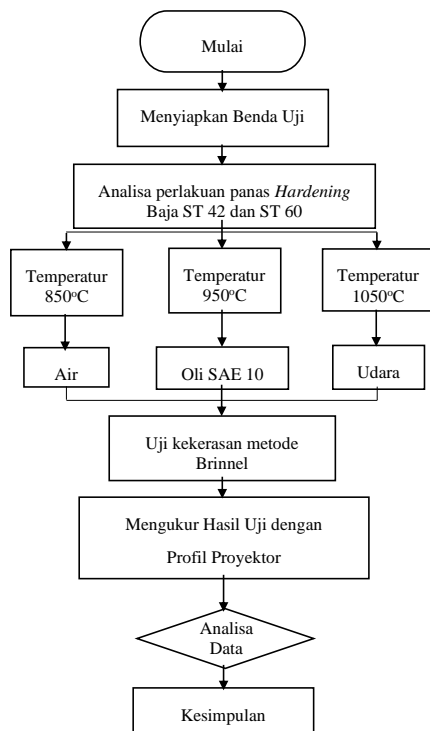 Mulai
Menyiapkan Benda Uji
Analisa perlakuan panas Hardening
Baja ST 42 dan ST 60
Temperatur
850°C
Temperatur
950°C
Temperatur
1050°C
Air
Oli SAE 10
Udara
Uji kekerasan metode
Brinnel
Mengukur Hasil Uji dengan
Profil Proyektor
Analisa
Data
Kesimpulan